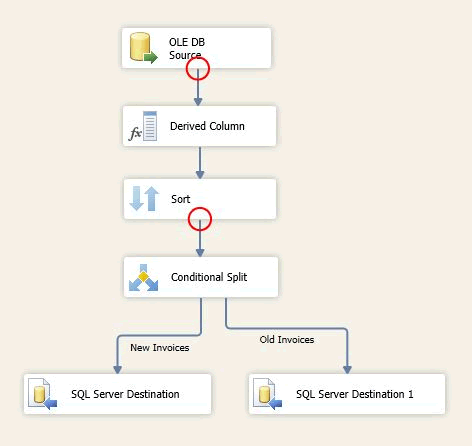 OLE DB
Source
Derived Column
Sort
Conditional Split
New Invoices
Old Invoices
SQL Server Destination
SQL Server Destination 1